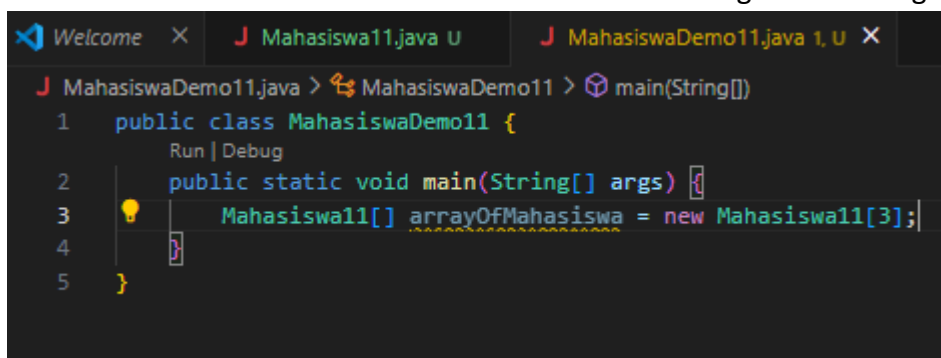 Welcome × J Mahasiswa11.java U J MahasiswaDemo11.java 1, U ×
J MahasiswaDemo11.java > MahasiswaDemo11 > main(String[])
1 public class MahasiswaDemo11 {
Run | Debug
2 public static void main(String[] args) {
3 Mahasiswa11[] arrayOfMahasiswa = new Mahasiswa11[3];
4 }
5 }